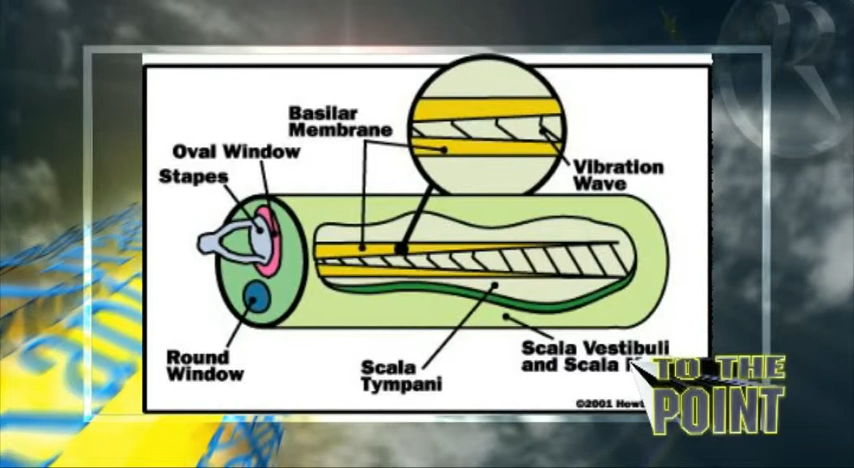 Basilar
Membrane
Oval Window
Stapes
Vibration
Wave
Round
Window
Scala
Tympani
Scala Vestibuli
and Scala
©2001
TO THE
POINT